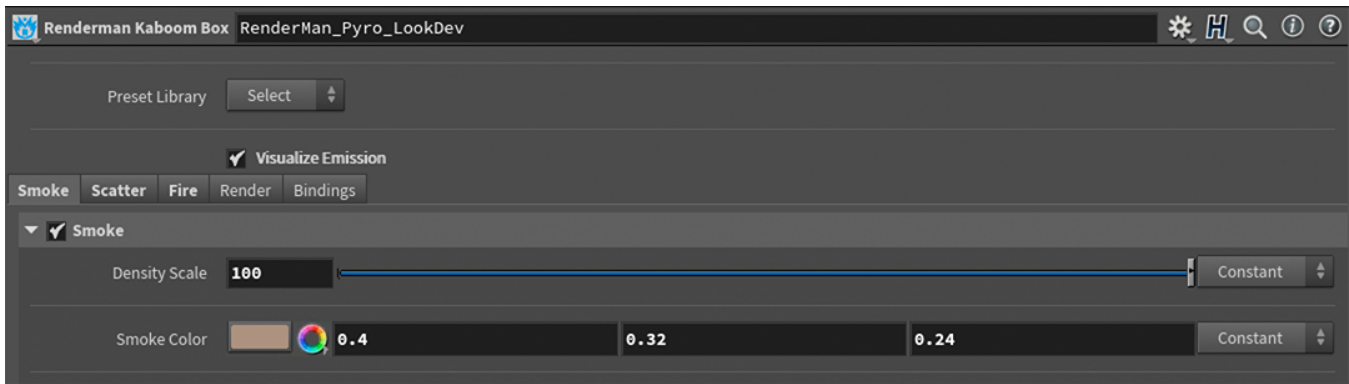 Renderman Kaboom Box RenderMan_Pyro_LookDev
Preset Library Select
Visualize Emission
Smoke Scatter Fire Render Bindings
Smoke
Density Scale 100 Constant
Smoke Color 0.4 0.32 0.24 Constant